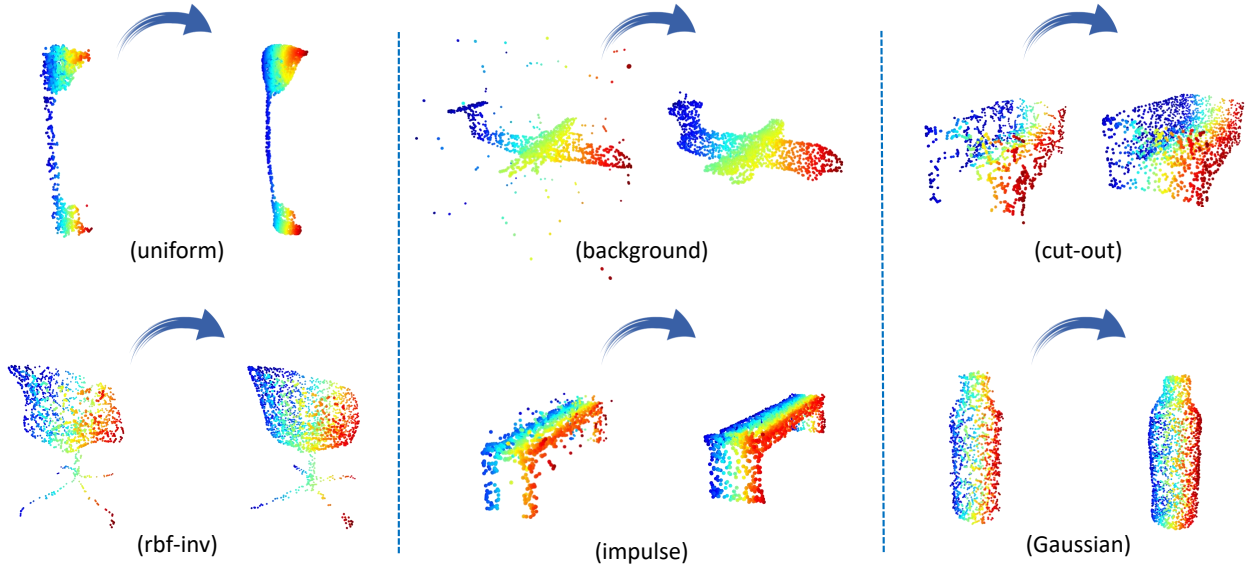 (uniform)
(background)
(cut-out)
(rbf-inv)
(impulse)
(Gaussian)